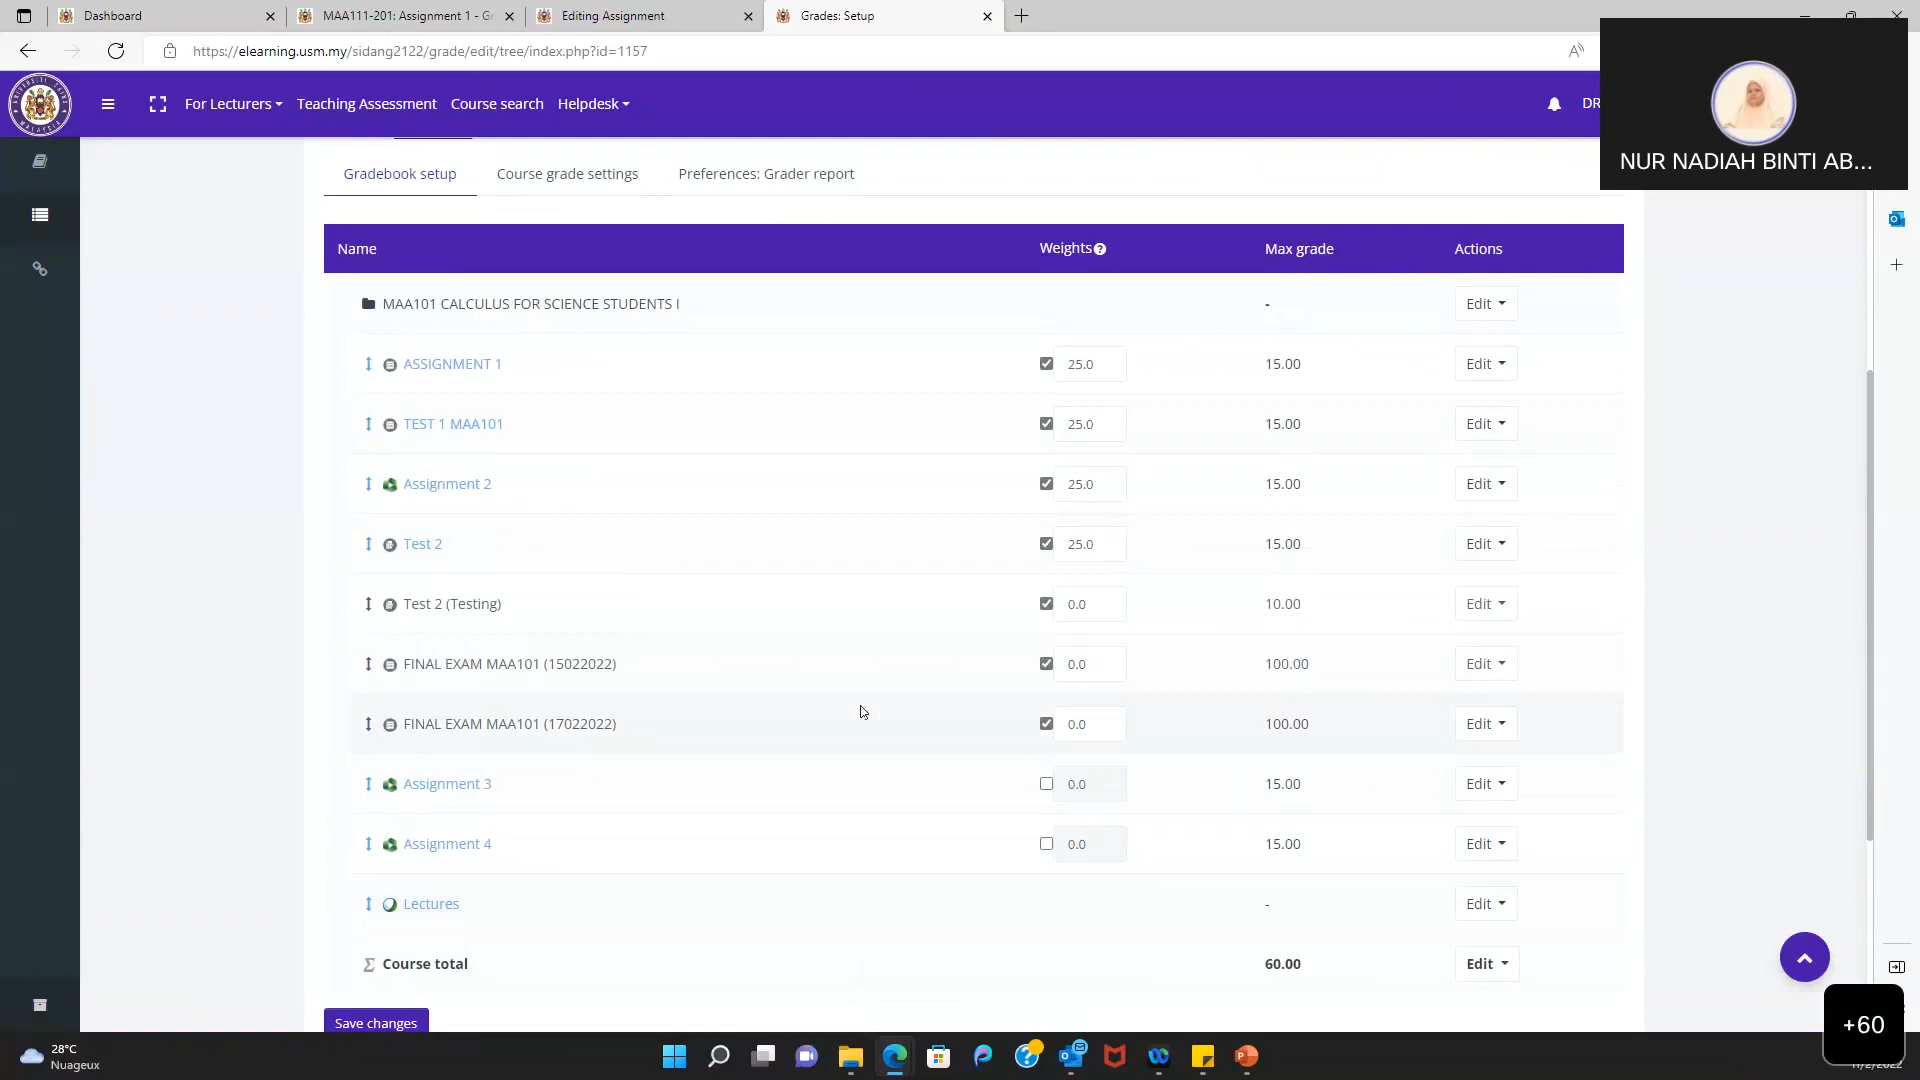 Dashboard
MAA111-201: Assignment 1 - Gr
Editing Assignment
Grades: Setup
https://elearning.usm.my/sidang2122/grade/edit/tree/index.php?id=1157
For Lecturers
Teaching Assessment
Course search
Helpdesk
DR
NUR NADIAH BINTI AB...
Gradebook setup
Course grade settings
Preferences: Grader report
Name Weights Max grade Actions
MAA101 CALCULUS FOR SCIENCE STUDENTS I - Edit
ASSIGNMENT 1 25.0 15.00 Edit
TEST 1 MAA101 25.0 15.00 Edit
Assignment 2 25.0 15.00 Edit
Test 2 25.0 15.00 Edit
Test 2 (Testing) 0.0 10.00 Edit
FINAL EXAM MAA101 (15022022) 0.0 100.00 Edit
FINAL EXAM MAA101 (17022022) 0.0 100.00 Edit
Assignment 3 0.0 15.00 Edit
Assignment 4 0.0 15.00 Edit
Lectures - Edit
Course total 60.00 Edit
Save changes
+60
28°C
Nuageux